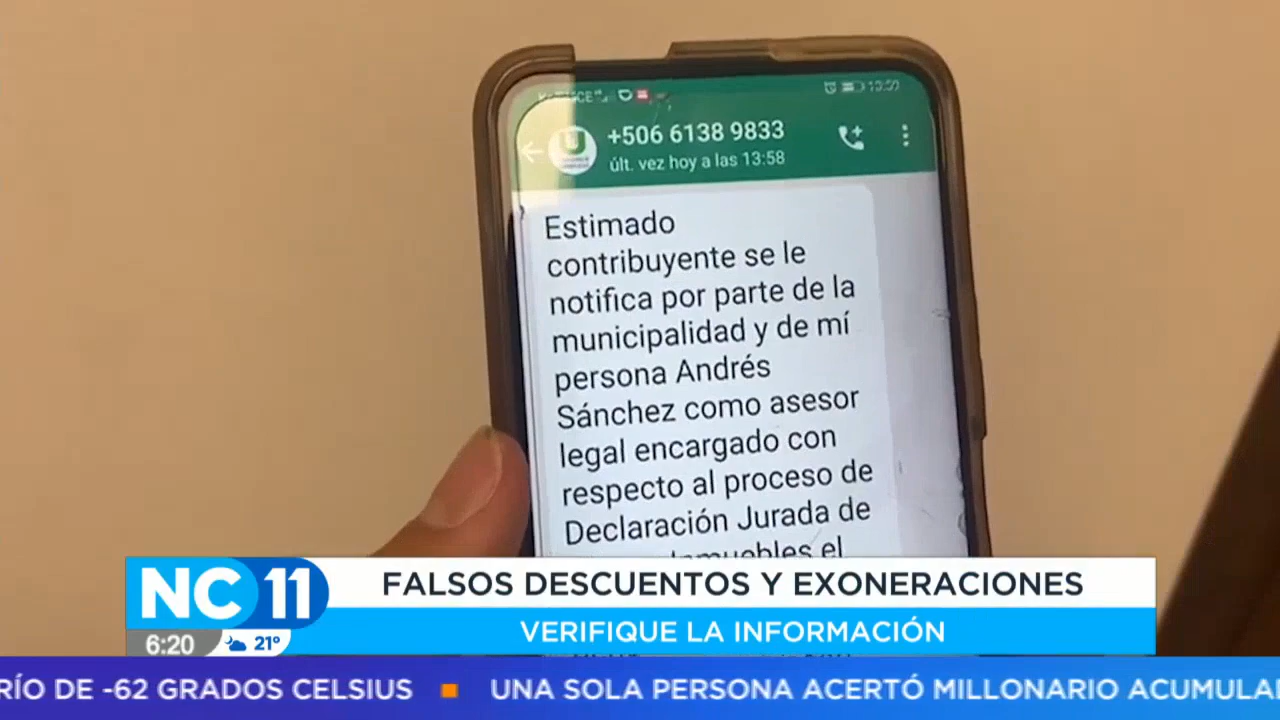 +506 6138 9833
últ. vez hoy a las 13:58
Estimado
contribuyente se le
notifica por parte de la
municipalidad y de mí
persona Andrés
Sánchez como asesor
legal encargado con
respecto al proceso de
Declaración Jurada de
Inmuebles el
NC 11
FALSOS DESCUENTOS Y EXONERACIONES
VERIFIQUE LA INFORMACIÓN
6:20
21°
RÍO DE -62 GRADOS CELSIUS
UNA SOLA PERSONA ACERTÓ MILLONARIO ACUMULA